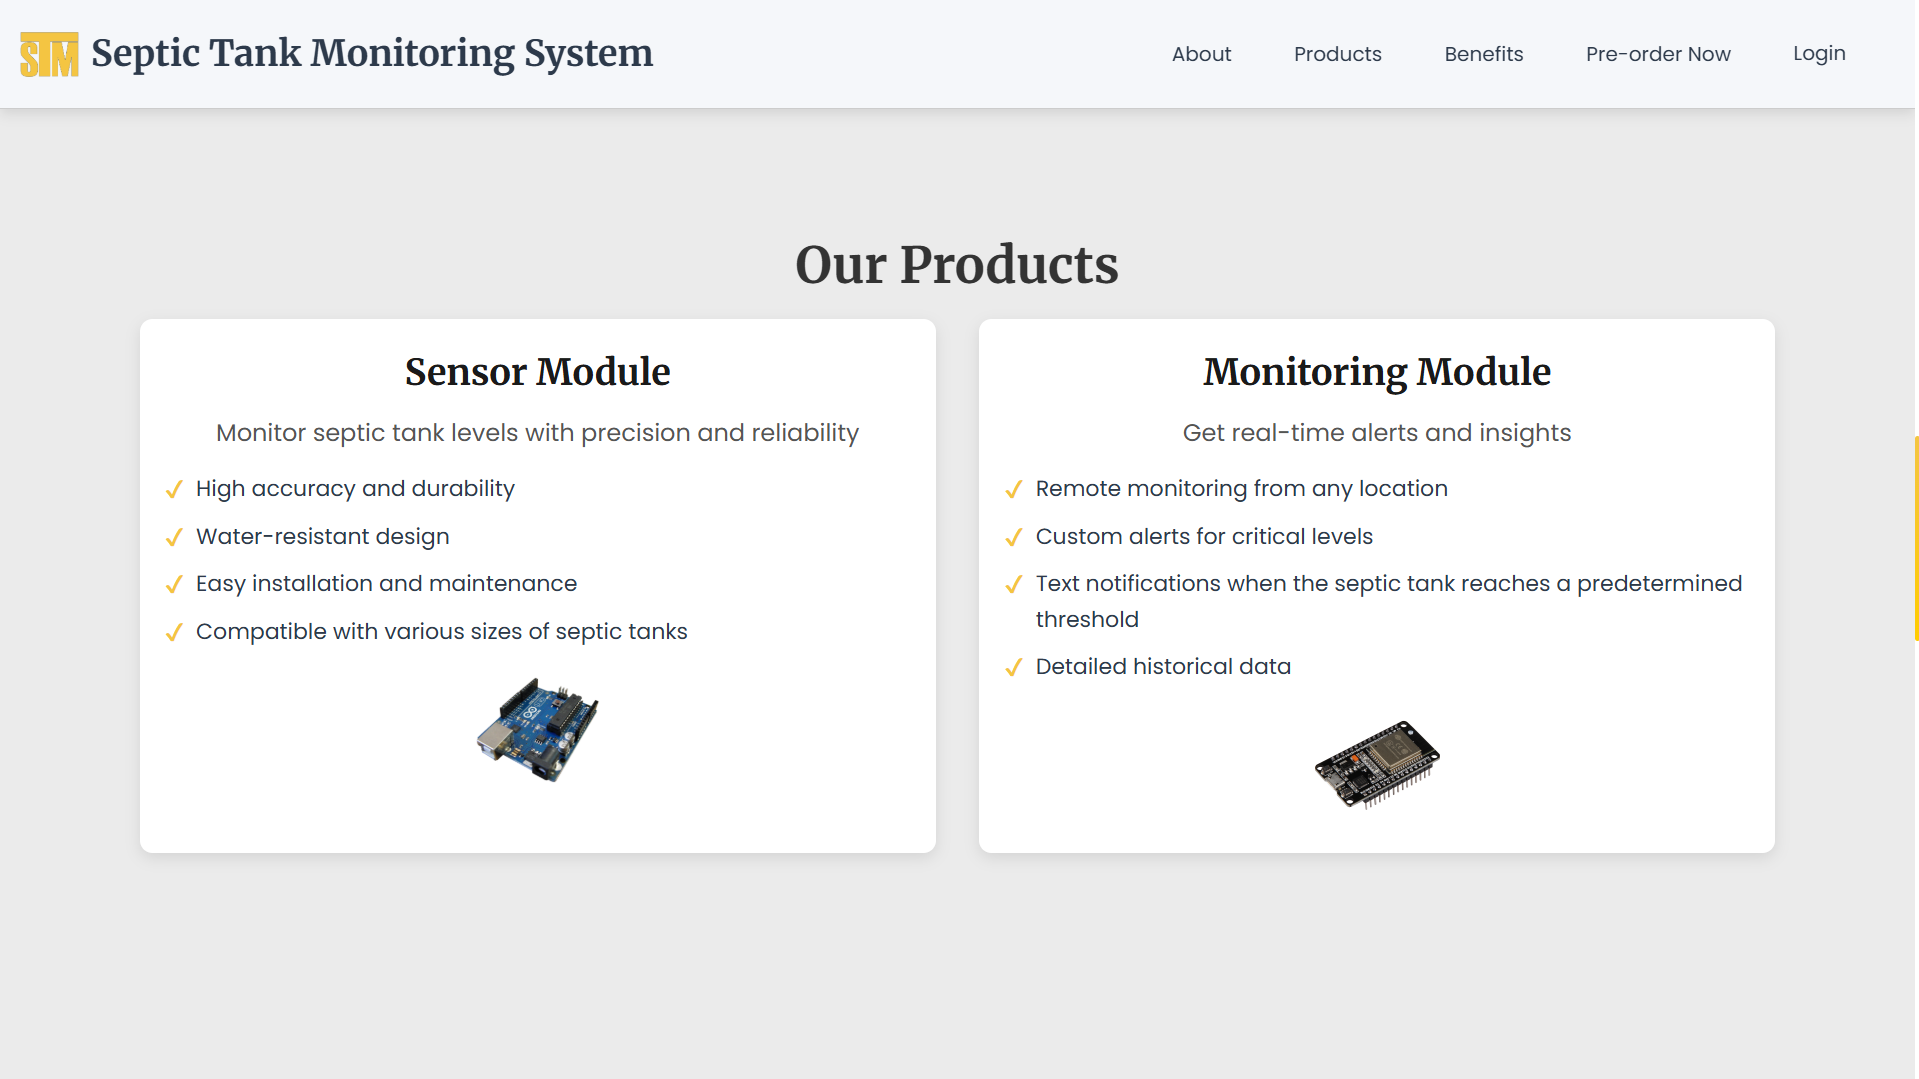 STM Septic Tank Monitoring System
About Products Benefits Pre-order Now Login
Our Products
Sensor Module
Monitor septic tank levels with precision and reliability
✓ High accuracy and durability
✓ Water-resistant design
✓ Easy installation and maintenance
✓ Compatible with various sizes of septic tanks
Monitoring Module
Get real-time alerts and insights
✓ Remote monitoring from any location
✓ Custom alerts for critical levels
✓ Text notifications when the septic tank reaches a predetermined
threshold
✓ Detailed historical data